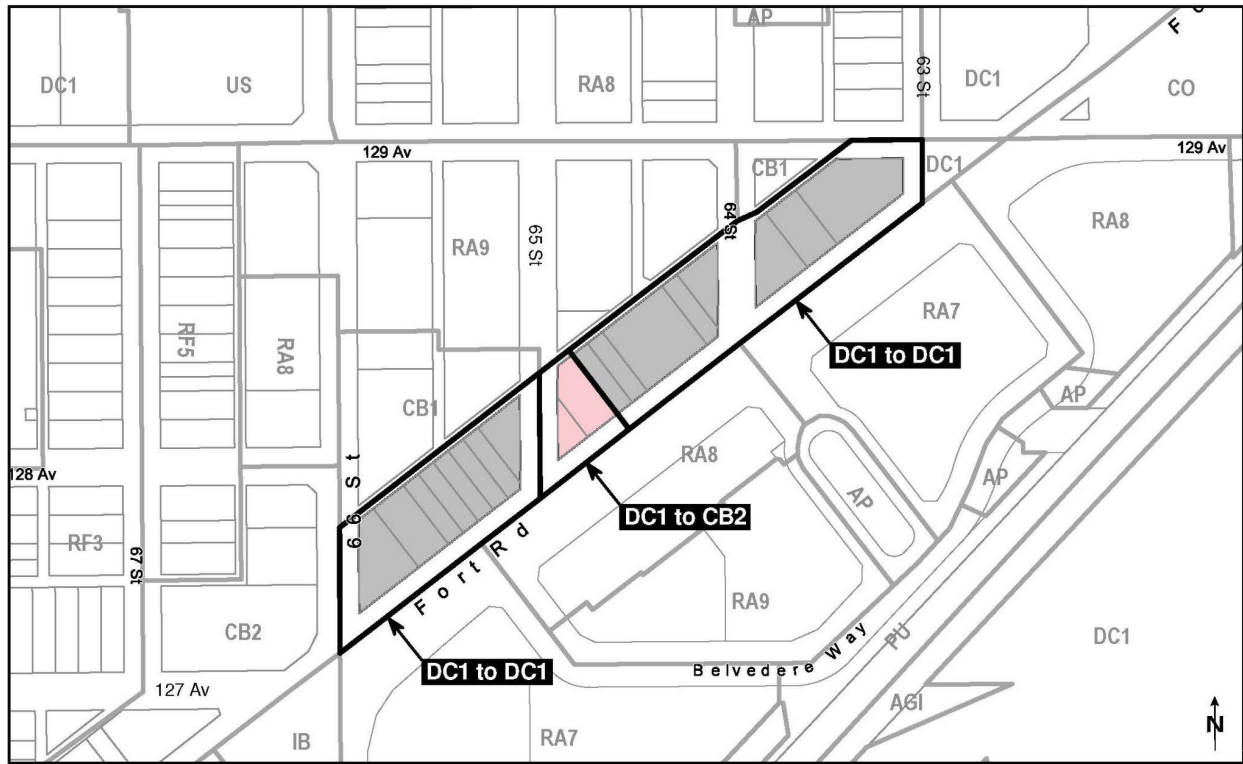 AP
Fo
63 St
DC1
US
RA8
DC1
CO
129 Av
129 Av
CB1
DC1
64 St
RA8
65 St
RA9
RA7
RF5
RA8
DC1 to DC1
AP
CB1
66 St
RA8
128 Av
AP
AP
DC1 to CB2
RF3
67 St
Fort Rd
RA9
CB2
Belvedere Way
PU
DC1
DC1 to DC1
127 Av
AGI
IB
RA7
N